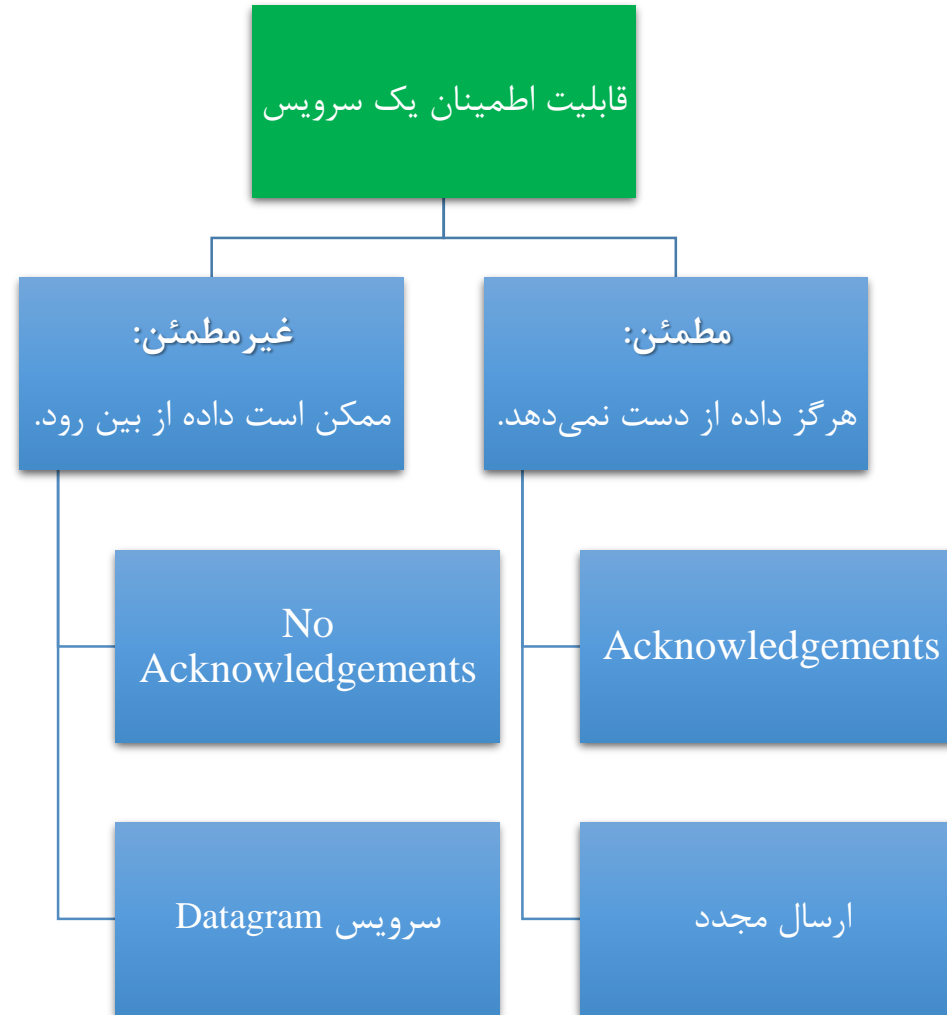 قابلیت اطمینان یک سرویس
مطمئن:
هرگز داده از دست نمی‌دهد.
غیرمطمئن:
ممکن است داده از بین رود.
Acknowledgements
No
Acknowledgements
ارسال مجدد
سرویس Datagram